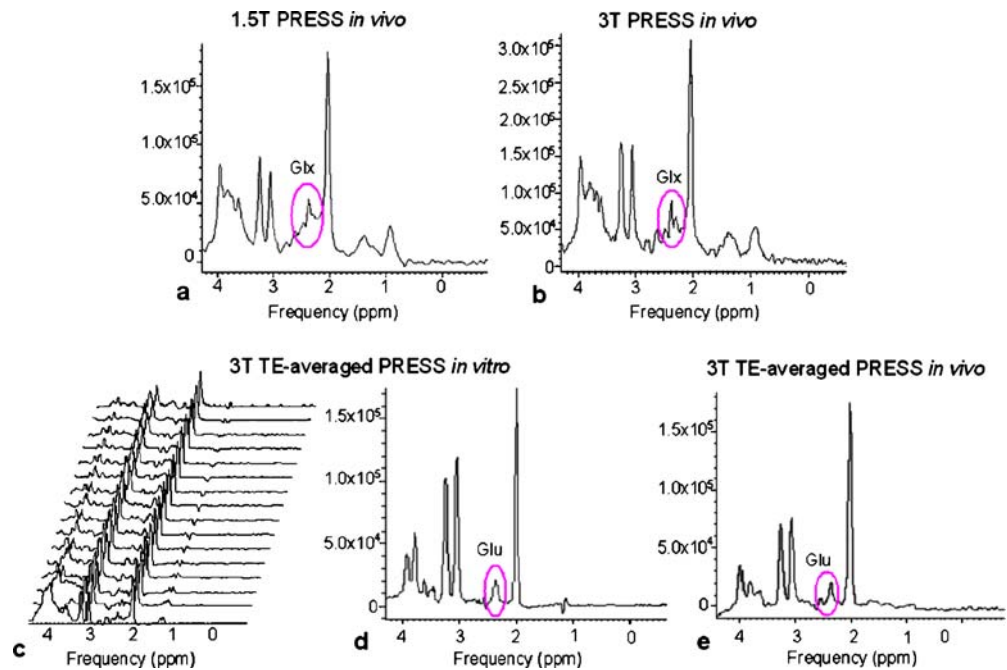 1.5T PRESS in vivo
1.5x10⁵
1.0x10⁵
5.0x10⁴
0
Glx
4 3 2 1 0
a
Frequency (ppm)
3T PRESS in vivo
3.0x10⁵
2.5x10⁵
2.0x10⁵
1.5x10⁵
1.0x10⁵
5.0x10⁴
0
Glx
4 3 2 1 0
b
Frequency (ppm)
3T TE-averaged PRESS in vitro
4 3 2 1 0
c
Frequency (ppm)
1.5x10⁵
1.0x10⁵
5.0x10⁴
0
Glu
4 3 2 1 0
d
Frequency (ppm)
3T TE-averaged PRESS in vivo
1.5x10⁵
1.0x10⁵
5.0x10⁴
0
Glu
4 3 2 1 0
e
Frequency (ppm)